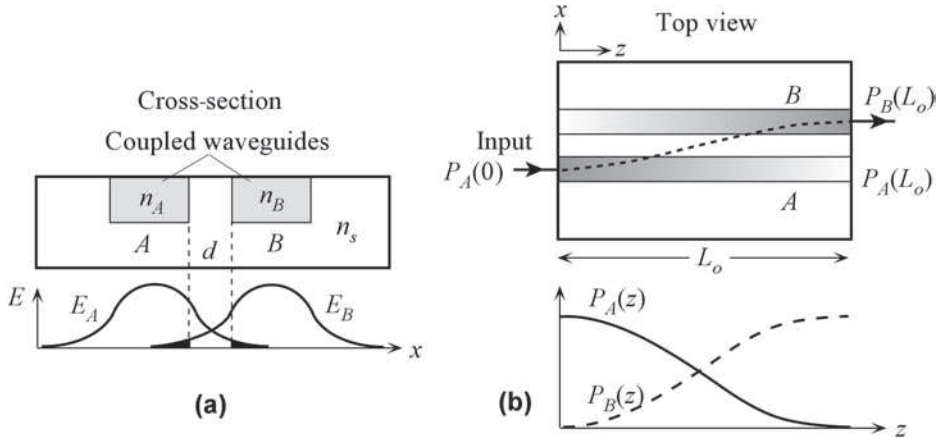 Cross-section
Coupled waveguides
n_A
n_B
A
d
B
n_s
E
E_A
E_B
x
(a)
x
z
Top view
B
P_B(L_o)
Input
P_A(0)
P_A(L_o)
A
L_o
P_A(z)
P_B(z)
z
(b)